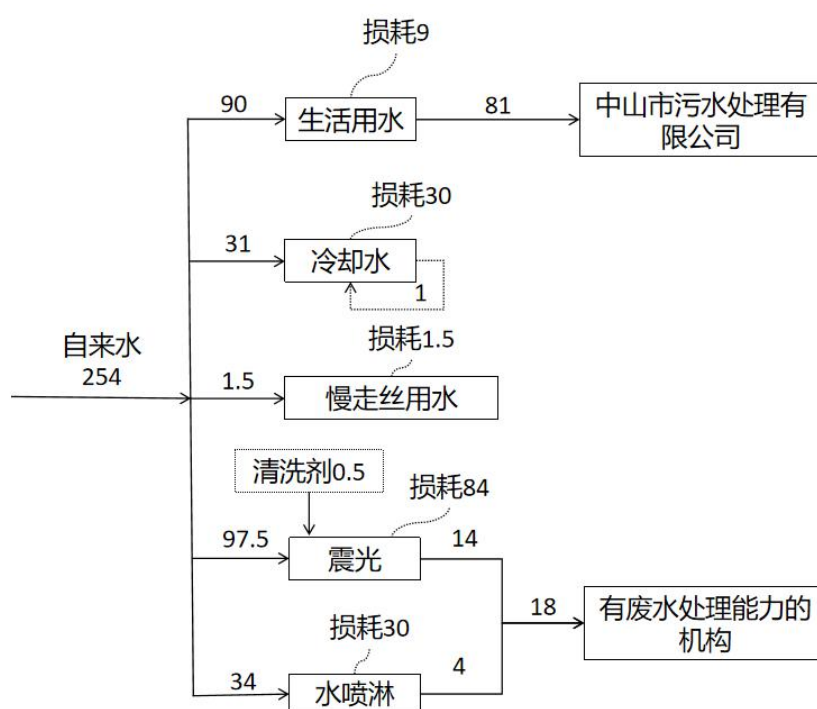 损耗9
90
生活用水
81
中山市污水处理有
限公司
损耗30
31
冷却水
1
自来水
254
损耗1.5
1.5
慢走丝用水
清洗剂0.5
损耗84
97.5
震光
14
18
有废水处理能力的
机构
损耗30
34
水喷淋
4